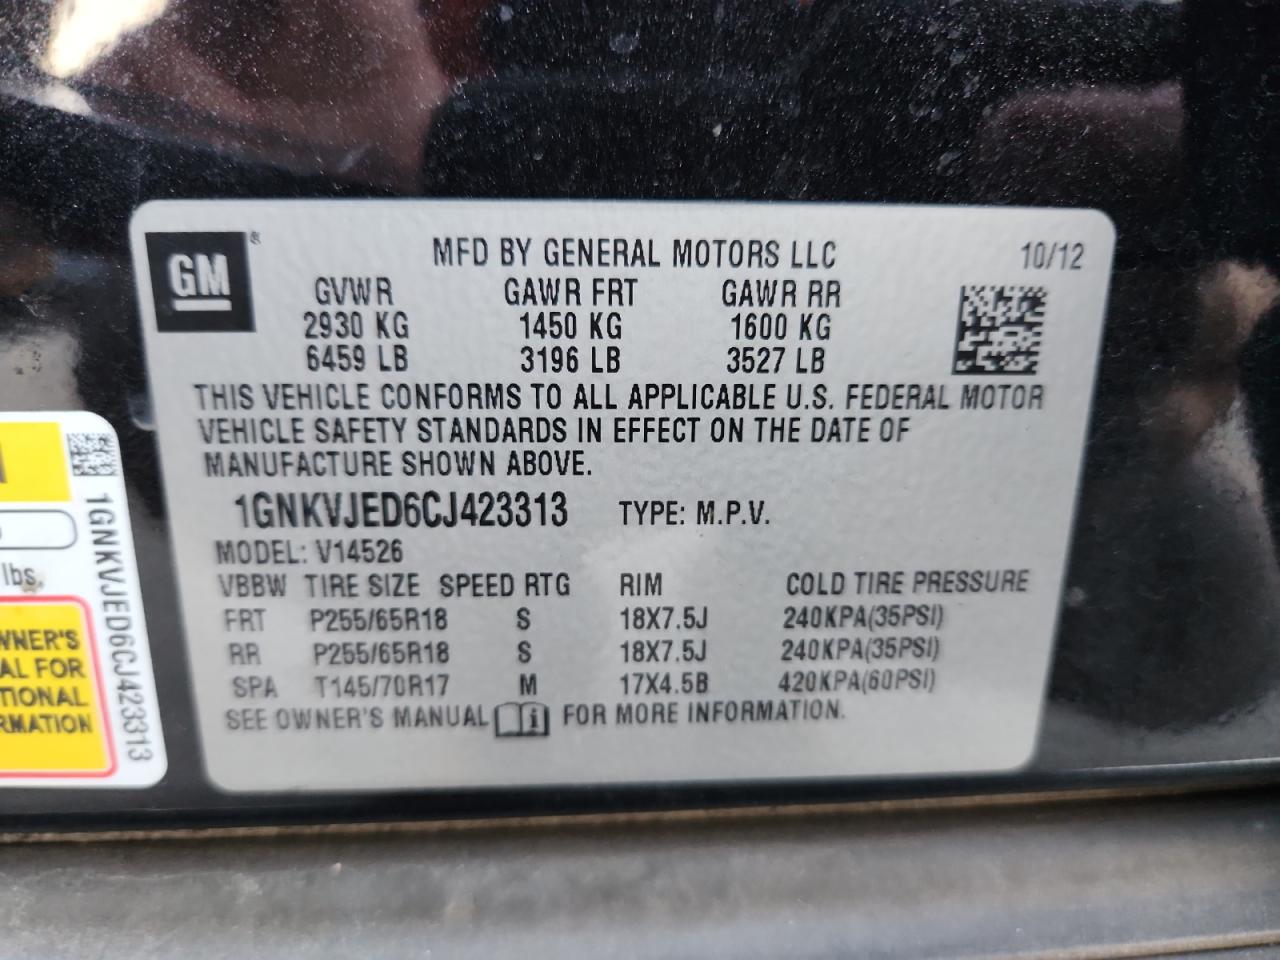 GM ®
MFD BY GENERAL MOTORS LLC 10/12
GVWR GAWR FRT GAWR RR
2930 KG 1450 KG 1600 KG
6459 LB 3196 LB 3527 LB
THIS VEHICLE CONFORMS TO ALL APPLICABLE U.S. FEDERAL MOTOR
VEHICLE SAFETY STANDARDS IN EFFECT ON THE DATE OF
MANUFACTURE SHOWN ABOVE.
1GNKVJED6CJ423313 TYPE: M.P.V.
MODEL: V14526
VBBW TIRE SIZE SPEED RTG RIM COLD TIRE PRESSURE
FRT P255/65R18 S 18X7.5J 240KPA(35PSI)
RR P255/65R18 S 18X7.5J 240KPA(35PSI)
SPA T145/70R17 M 17X4.5B 420KPA(60PSI)
SEE OWNER'S MANUAL i FOR MORE INFORMATION.
lbs.
WNER'S
AL FOR
TIONAL
RMATION
1GNKVJED6CJ423313